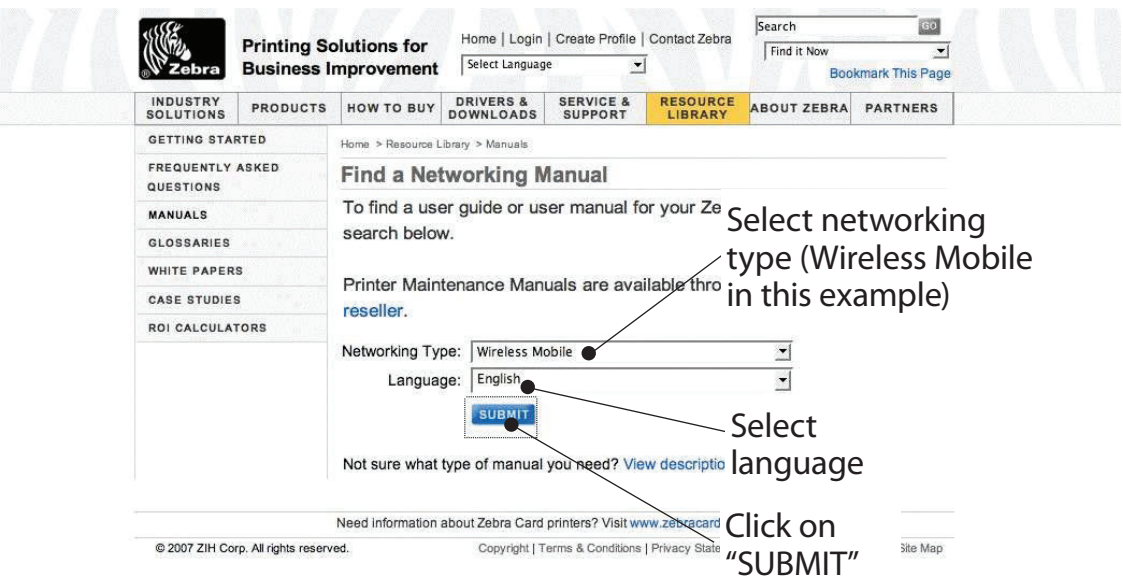 Zebra
Printing Solutions for
Business Improvement
Home | Login | Create Profile | Contact Zebra
Select Language
Search GO
Find it Now
Bookmark This Page
INDUSTRY SOLUTIONS
PRODUCTS
HOW TO BUY
DRIVERS & DOWNLOADS
SERVICE & SUPPORT
RESOURCE LIBRARY
ABOUT ZEBRA
PARTNERS
GETTING STARTED
FREQUENTLY ASKED
QUESTIONS
MANUALS
GLOSSARIES
WHITE PAPERS
CASE STUDIES
ROI CALCULATORS
Home > Resource Library > Manuals
Find a Networking Manual
To find a user guide or user manual for your Ze
search below.
Printer Maintenance Manuals are available thro
reseller.
Select networking
type (Wireless Mobile
in this example)
Networking Type: Wireless Mobile
Language: English
SUBMIT
Select
language
Not sure what type of manual you need? View descriptio
Need information about Zebra Card printers? Visit www.zebracard
Click on
“SUBMIT”
© 2007 ZIH Corp. All rights reserved.
Copyright | Terms & Conditions | Privacy State
Site Map